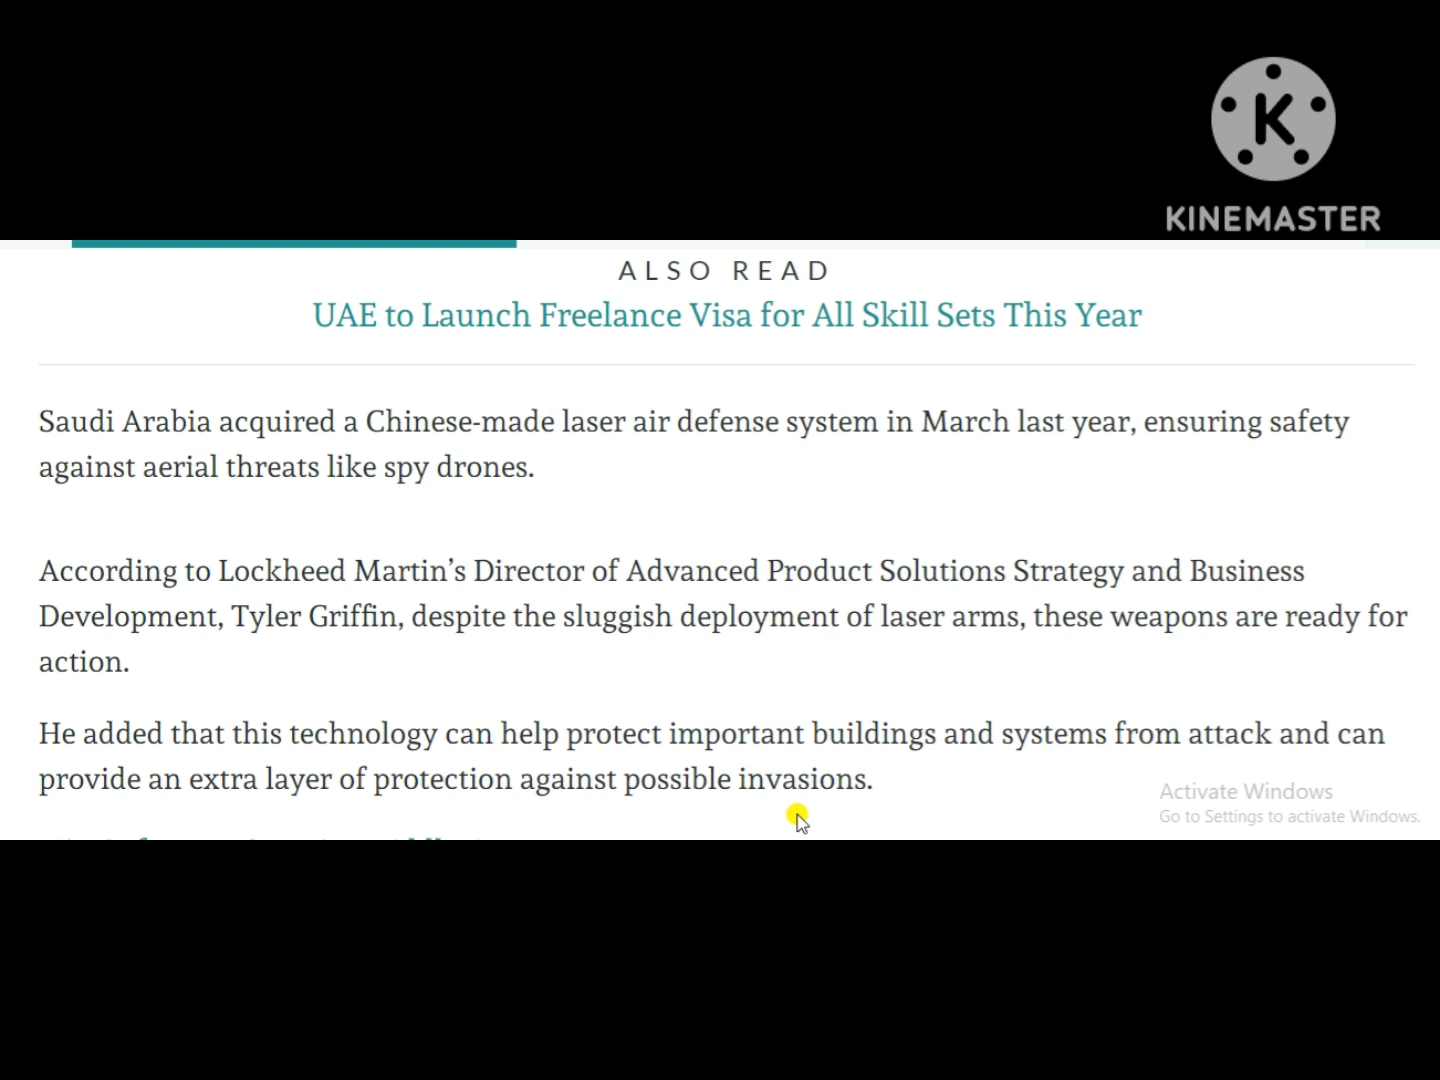 K
KINEMASTER
ALSO READ
UAE to Launch Freelance Visa for All Skill Sets This Year
Saudi Arabia acquired a Chinese-made laser air defense system in March last year, ensuring safety
against aerial threats like spy drones.
According to Lockheed Martin’s Director of Advanced Product Solutions Strategy and Business
Development, Tyler Griffin, despite the sluggish deployment of laser arms, these weapons are ready for
action.
He added that this technology can help protect important buildings and systems from attack and can
provide an extra layer of protection against possible invasions.
Activate Windows
Go to Settings to activate Windows.